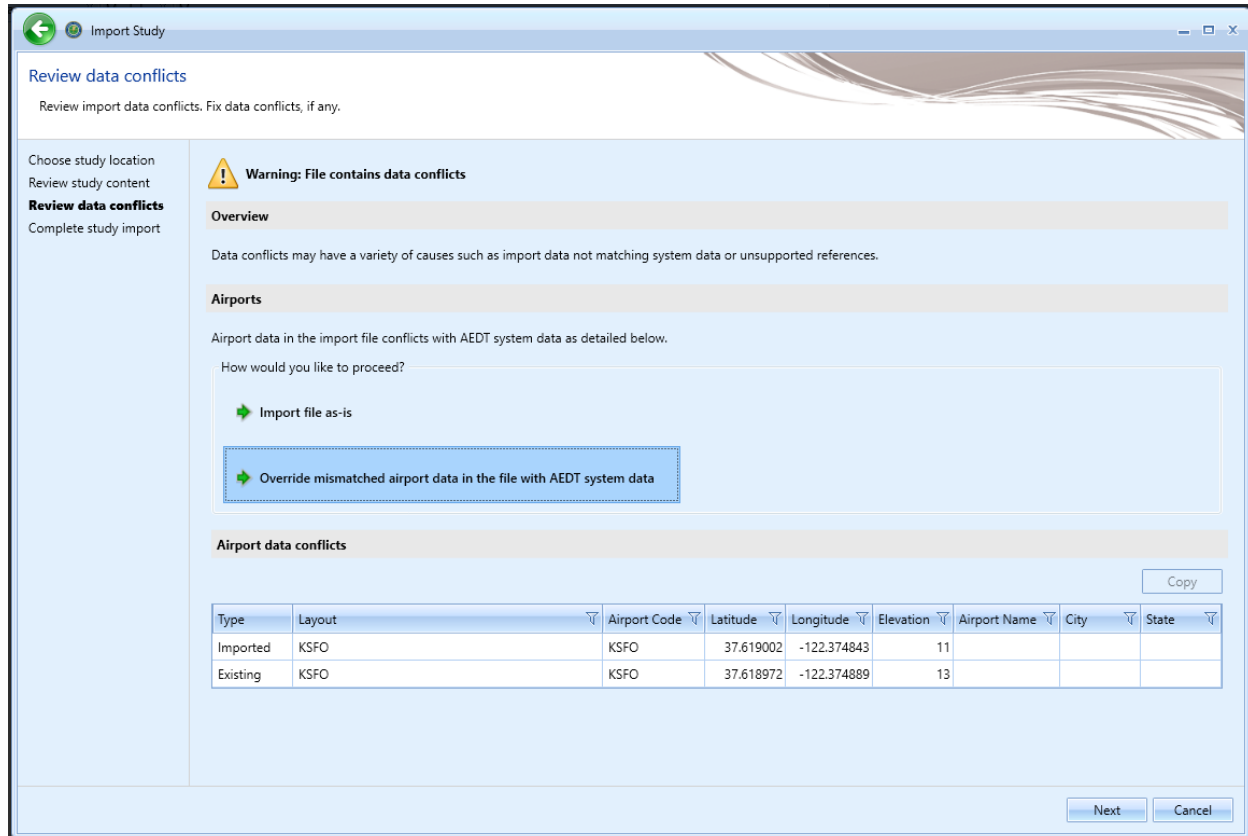 Import Study
Review data conflicts
Review import data conflicts. Fix data conflicts, if any.
Choose study location
Review study content
Review data conflicts
Complete study import
Warning: File contains data conflicts
Overview
Data conflicts may have a variety of causes such as import data not matching system data or unsupported references.
Airports
Airport data in the import file conflicts with AEDT system data as detailed below.
How would you like to proceed?
Import file as-is
Override mismatched airport data in the file with AEDT system data
Airport data conflicts
Copy
Type Layout Airport Code Latitude Longitude Elevation Airport Name City State
Imported KSFO KSFO 37.619002 -122.374843 11
Existing KSFO KSFO 37.618972 -122.374889 13
Next Cancel